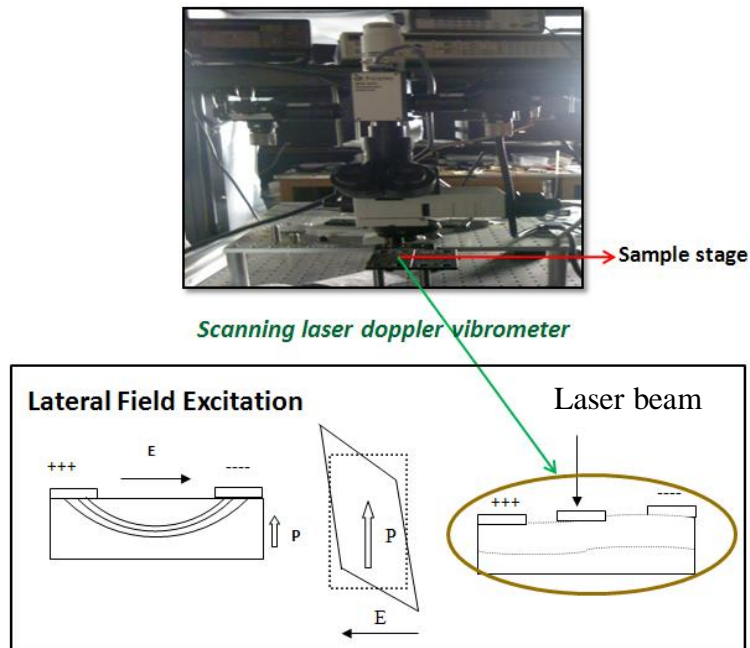 Sample stage
Scanning laser doppler vibrometer
Lateral Field Excitation
Laser beam
+++
E
----
P
P
E
+++
----